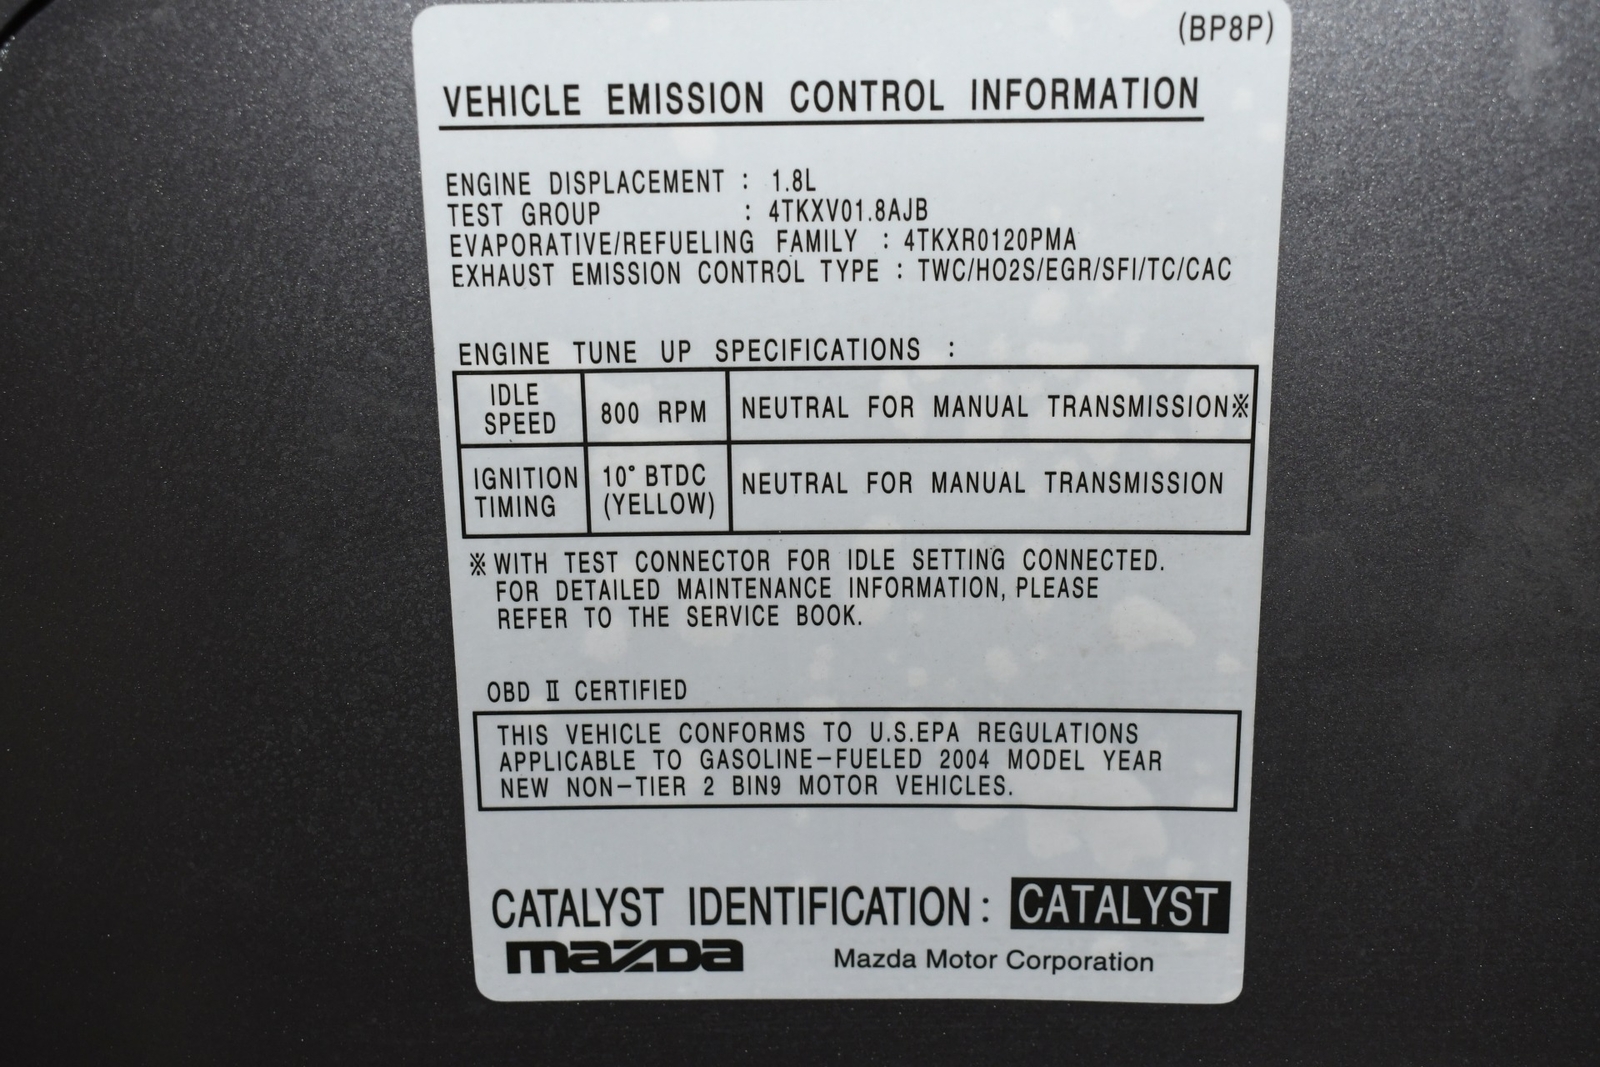 (BP8P)
VEHICLE EMISSION CONTROL INFORMATION
ENGINE DISPLACEMENT : 1.8L
TEST GROUP : 4TKXV01.8AJB
EVAPORATIVE/REFUELING FAMILY : 4TKXR0120PMA
EXHAUST EMISSION CONTROL TYPE : TWC/HO2S/EGR/SFI/TC/CAC
ENGINE TUNE UP SPECIFICATIONS :
IDLE SPEED 800 RPM NEUTRAL FOR MANUAL TRANSMISSION※
IGNITION TIMING 10° BTDC (YELLOW) NEUTRAL FOR MANUAL TRANSMISSION
※WITH TEST CONNECTOR FOR IDLE SETTING CONNECTED.
FOR DETAILED MAINTENANCE INFORMATION, PLEASE
REFER TO THE SERVICE BOOK.
OBD Ⅱ CERTIFIED
THIS VEHICLE CONFORMS TO U.S.EPA REGULATIONS
APPLICABLE TO GASOLINE-FUELED 2004 MODEL YEAR
NEW NON-TIER 2 BIN9 MOTOR VEHICLES.
CATALYST IDENTIFICATION: CATALYST
mazda Mazda Motor Corporation